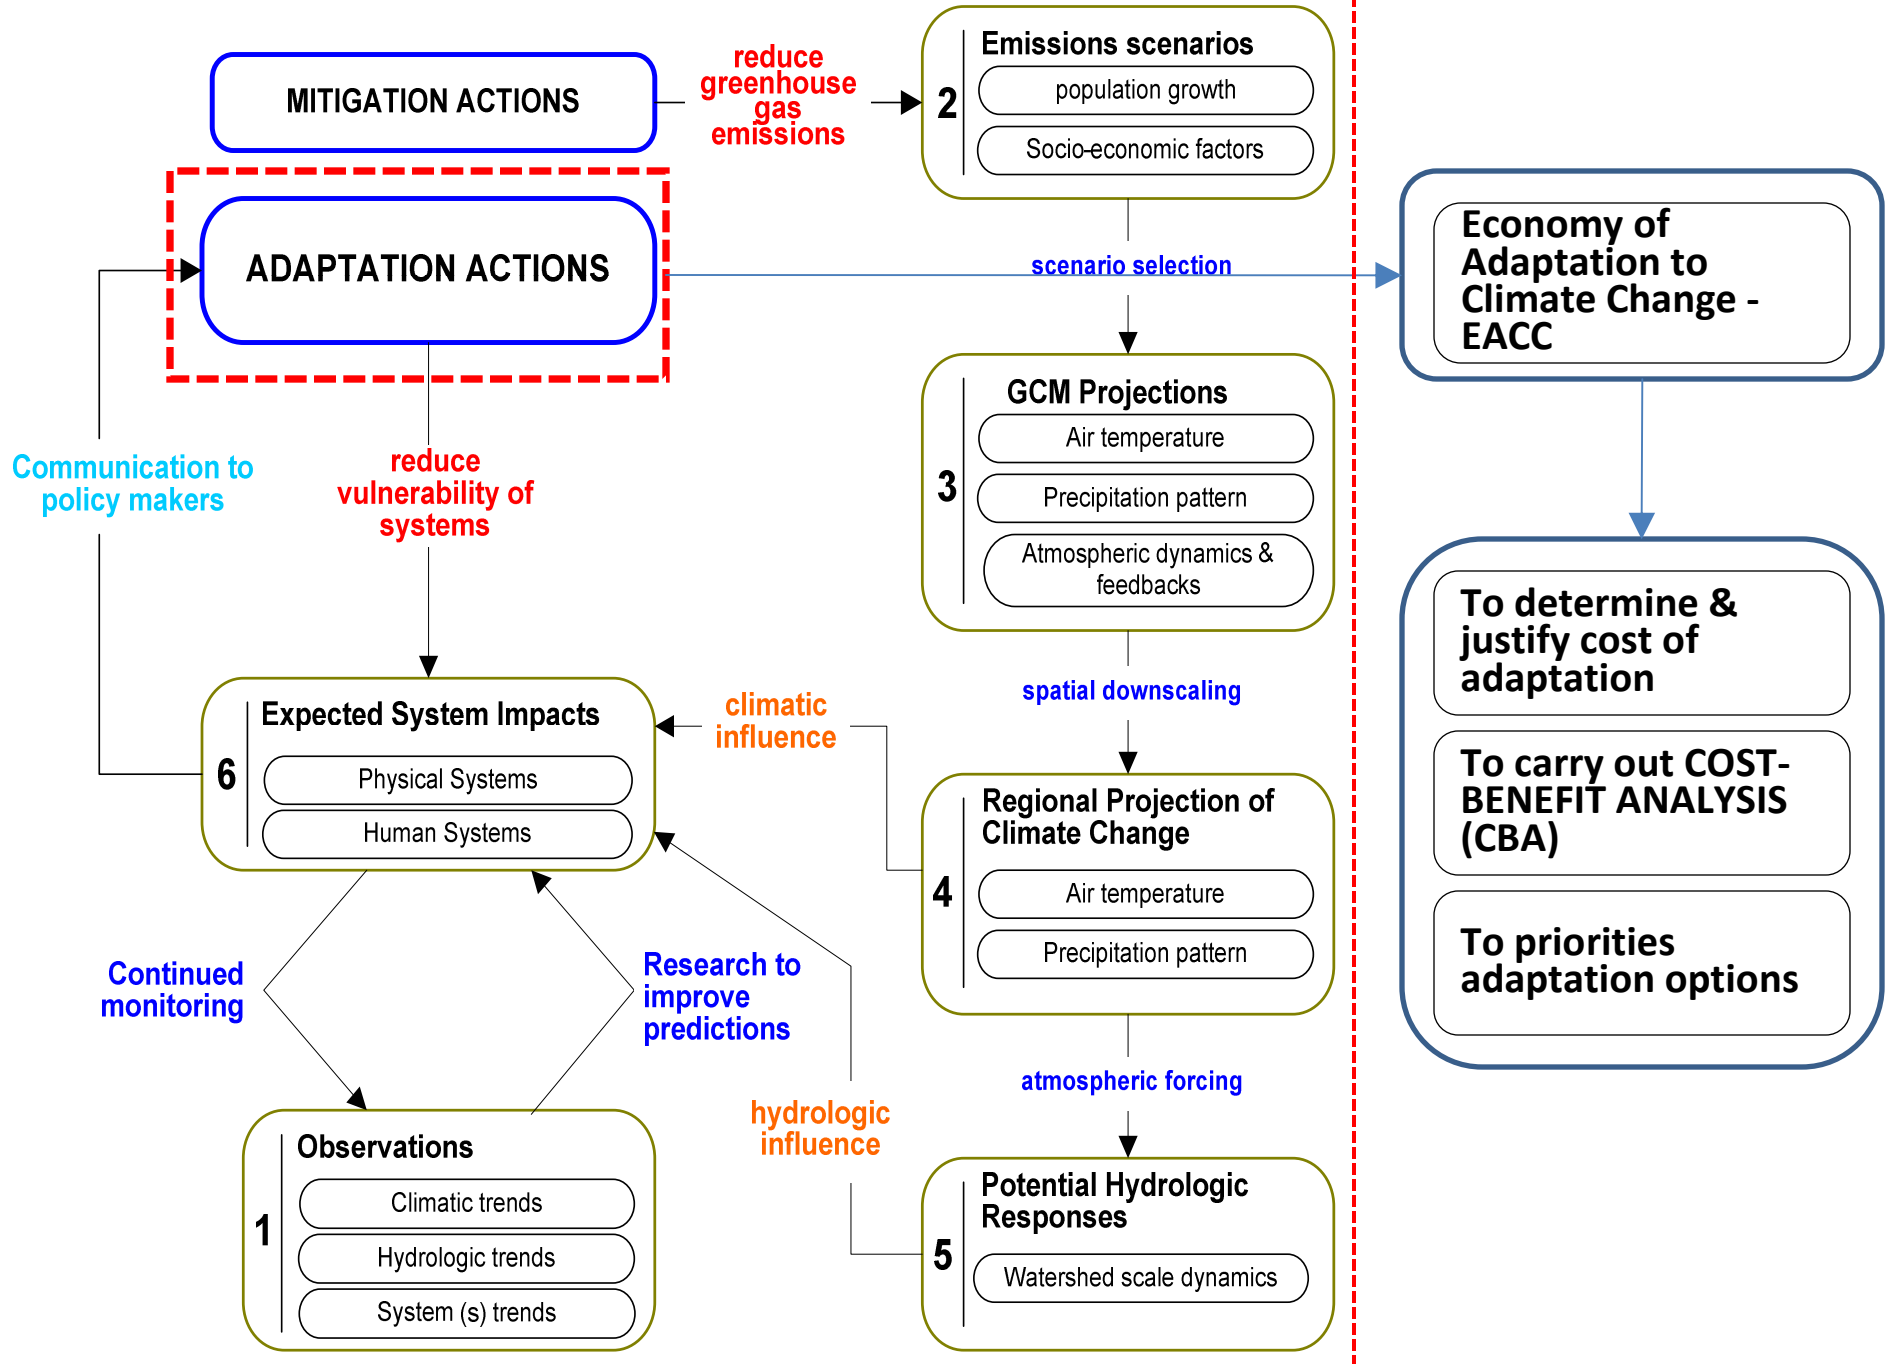 MITIGATION ACTIONS
reduce
greenhouse
gas
emissions
2
Emissions scenarios
population growth
Socio-economic factors
ADAPTATION ACTIONS
scenario selection
Economy of
Adaptation to
Climate Change -
EACC
Communication to
policy makers
reduce
vulnerability of
systems
3
GCM Projections
Air temperature
Precipitation pattern
Atmospheric dynamics &
feedbacks
To determine &
justify cost of
adaptation
To carry out COST-
BENEFIT ANALYSIS
(CBA)
To priorities
adaptation options
spatial downscaling
6
Expected System Impacts
Physical Systems
Human Systems
climatic
influence
4
Regional Projection of
Climate Change
Air temperature
Precipitation pattern
Continued
monitoring
Research to
improve
predictions
atmospheric forcing
hydrologic
influence
1
Observations
Climatic trends
Hydrologic trends
System (s) trends
5
Potential Hydrologic
Responses
Watershed scale dynamics